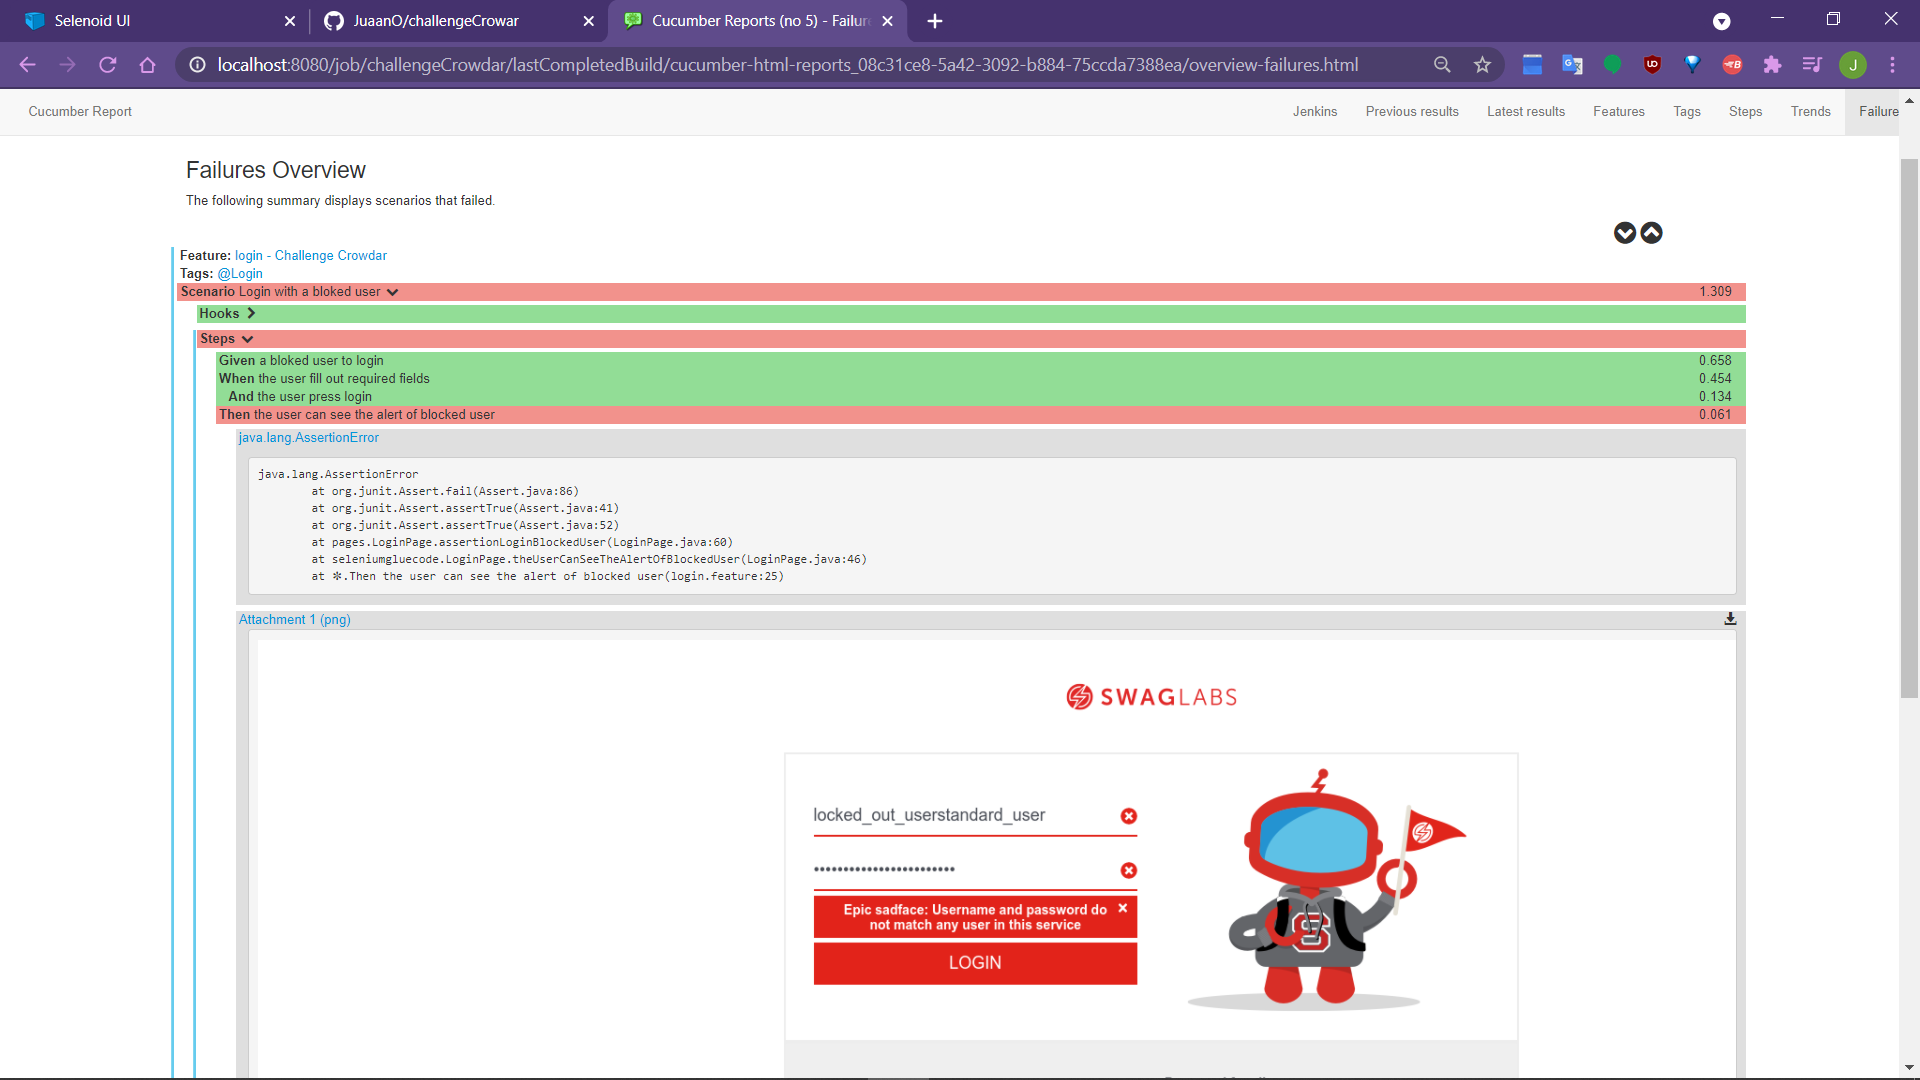 Selenoid UI
JuaanO/challengeCrowar
Cucumber Reports (no 5) - Failur
localhost:8080/job/challengeCrowdar/lastCompletedBuild/cucumber-html-reports_08c31ce8-5a42-3092-b884-75ccda7388ea/overview-failures.html
J
Cucumber Report
Jenkins
Previous results
Latest results
Features
Tags
Steps
Trends
Failure
Failures Overview
The following summary displays scenarios that failed.
Feature: login - Challenge Crowdar
Tags: @Login
Scenario Login with a bloked user 1.309
Hooks
Steps
Given a bloked user to login 0.658
When the user fill out required fields 0.454
And the user press login 0.134
Then the user can see the alert of blocked user 0.061
java.lang.AssertionError
java.lang.AssertionError
at org.junit.Assert.fail(Assert.java:86)
at org.junit.Assert.assertTrue(Assert.java:41)
at org.junit.Assert.assertTrue(Assert.java:52)
at pages.LoginPage.assertionLoginBlockedUser(LoginPage.java:60)
at seleniumgluecode.LoginPage.theUserCanSeeTheAlertOfBlockedUser(LoginPage.java:46)
at ✽.Then the user can see the alert of blocked user(login.feature:25)
Attachment 1 (png)
SWAGLABS
locked_out_userstandard_user
Epic sadface: Username and password do
not match any user in this service
LOGIN
S